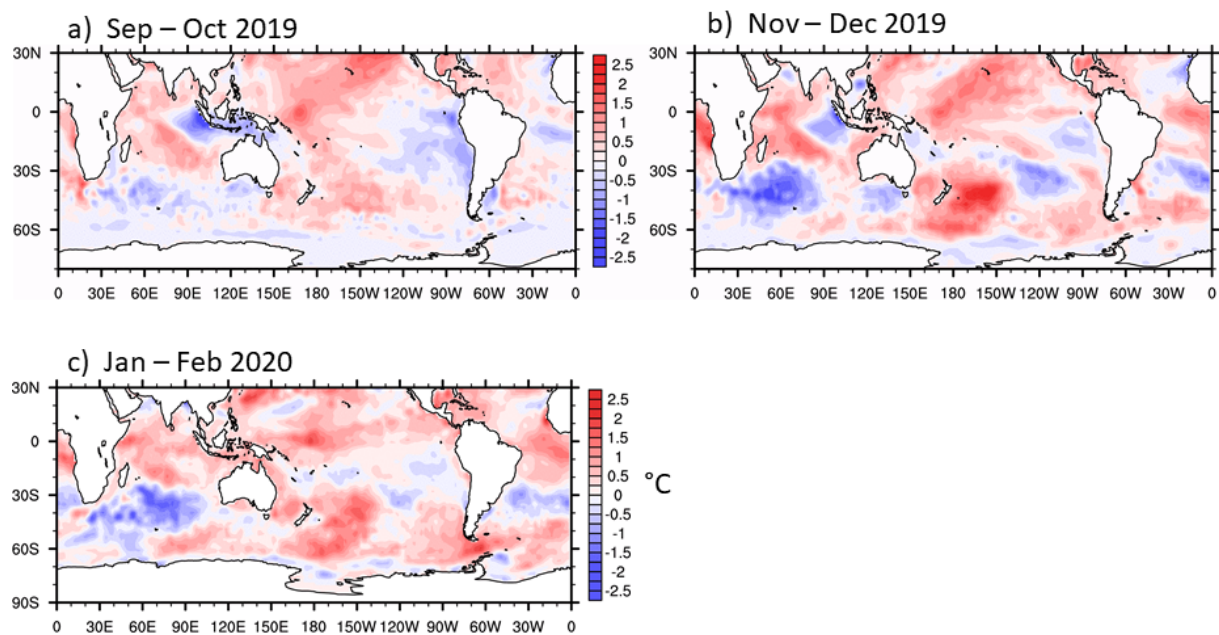 a) Sep – Oct 2019
30N
0
30S
60S
0 30E 60E 90E 120E 150E 180 150W 120W 90W 60W 30W 0
2.5
2
1.5
1
0.5
0
-0.5
-1
-1.5
-2
-2.5
b) Nov – Dec 2019
30N
0
30S
60S
0 30E 60E 90E 120E 150E 180 150W 120W 90W 60W 30W 0
c) Jan – Feb 2020
30N
0
30S
60S
90S
0 30E 60E 90E 120E 150E 180 150W 120W 90W 60W 30W 0
2.5
2
1.5
1
0.5
0
-0.5
-1
-1.5
-2
-2.5
°C